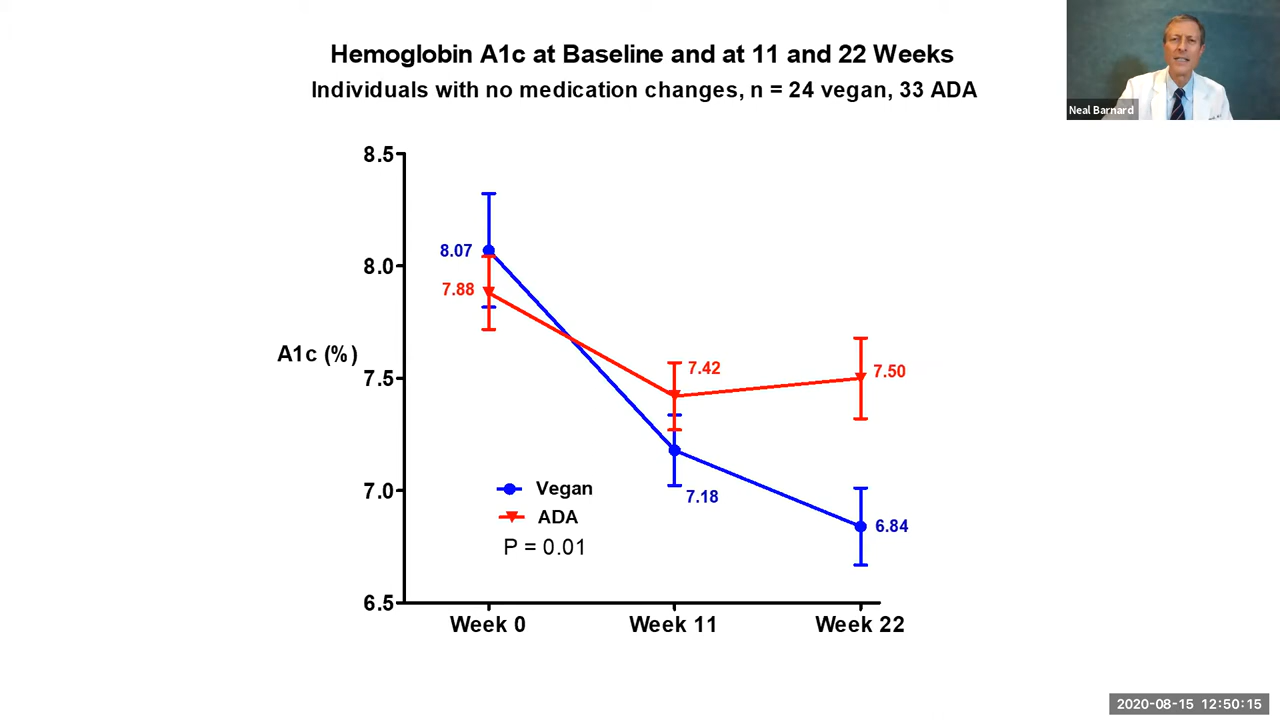 Hemoglobin A1c at Baseline and at 11 and 22 Weeks
Individuals with no medication changes, n = 24 vegan, 33 ADA
Neal Barnard
8.5
8.0
7.5
7.0
6.5
A1c (%)
8.07
7.88
7.42
7.18
7.50
6.84
Vegan
ADA
P = 0.01
Week 0
Week 11
Week 22
2020-08-15 12:50:15